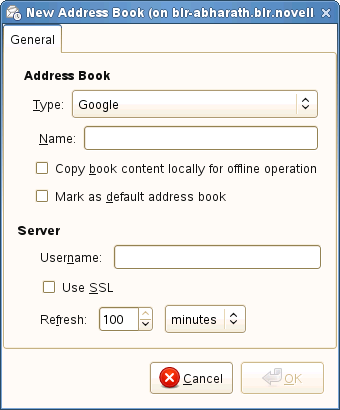 New Address Book (on blr-abharath.blr.novell
General
Address Book
Type: Google
Name:
Copy book content locally for offline operation
Mark as default address book
Server
Username:
Use SSL
Refresh: 100 minutes
Cancel OK